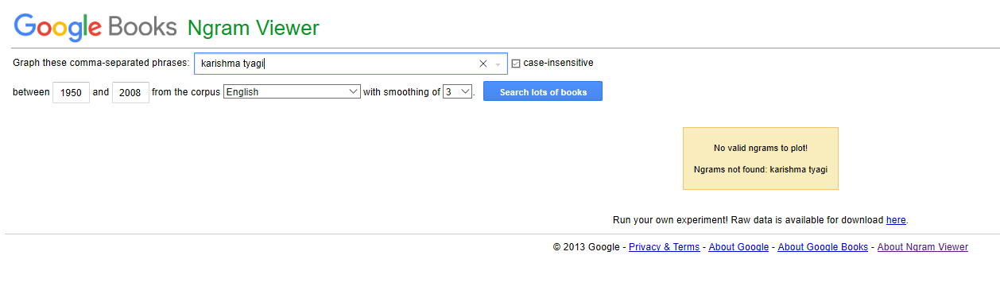 Google Books Ngram Viewer
Graph these comma-separated phrases: karishma tyagi case-insensitive
between 1950 and 2008 from the corpus English with smoothing of 3 . Search lots of books
No valid ngrams to plot!
Ngrams not found: karishma tyagi
Run your own experiment! Raw data is available for download here.
© 2013 Google - Privacy & Terms - About Google - About Google Books - About Ngram Viewer